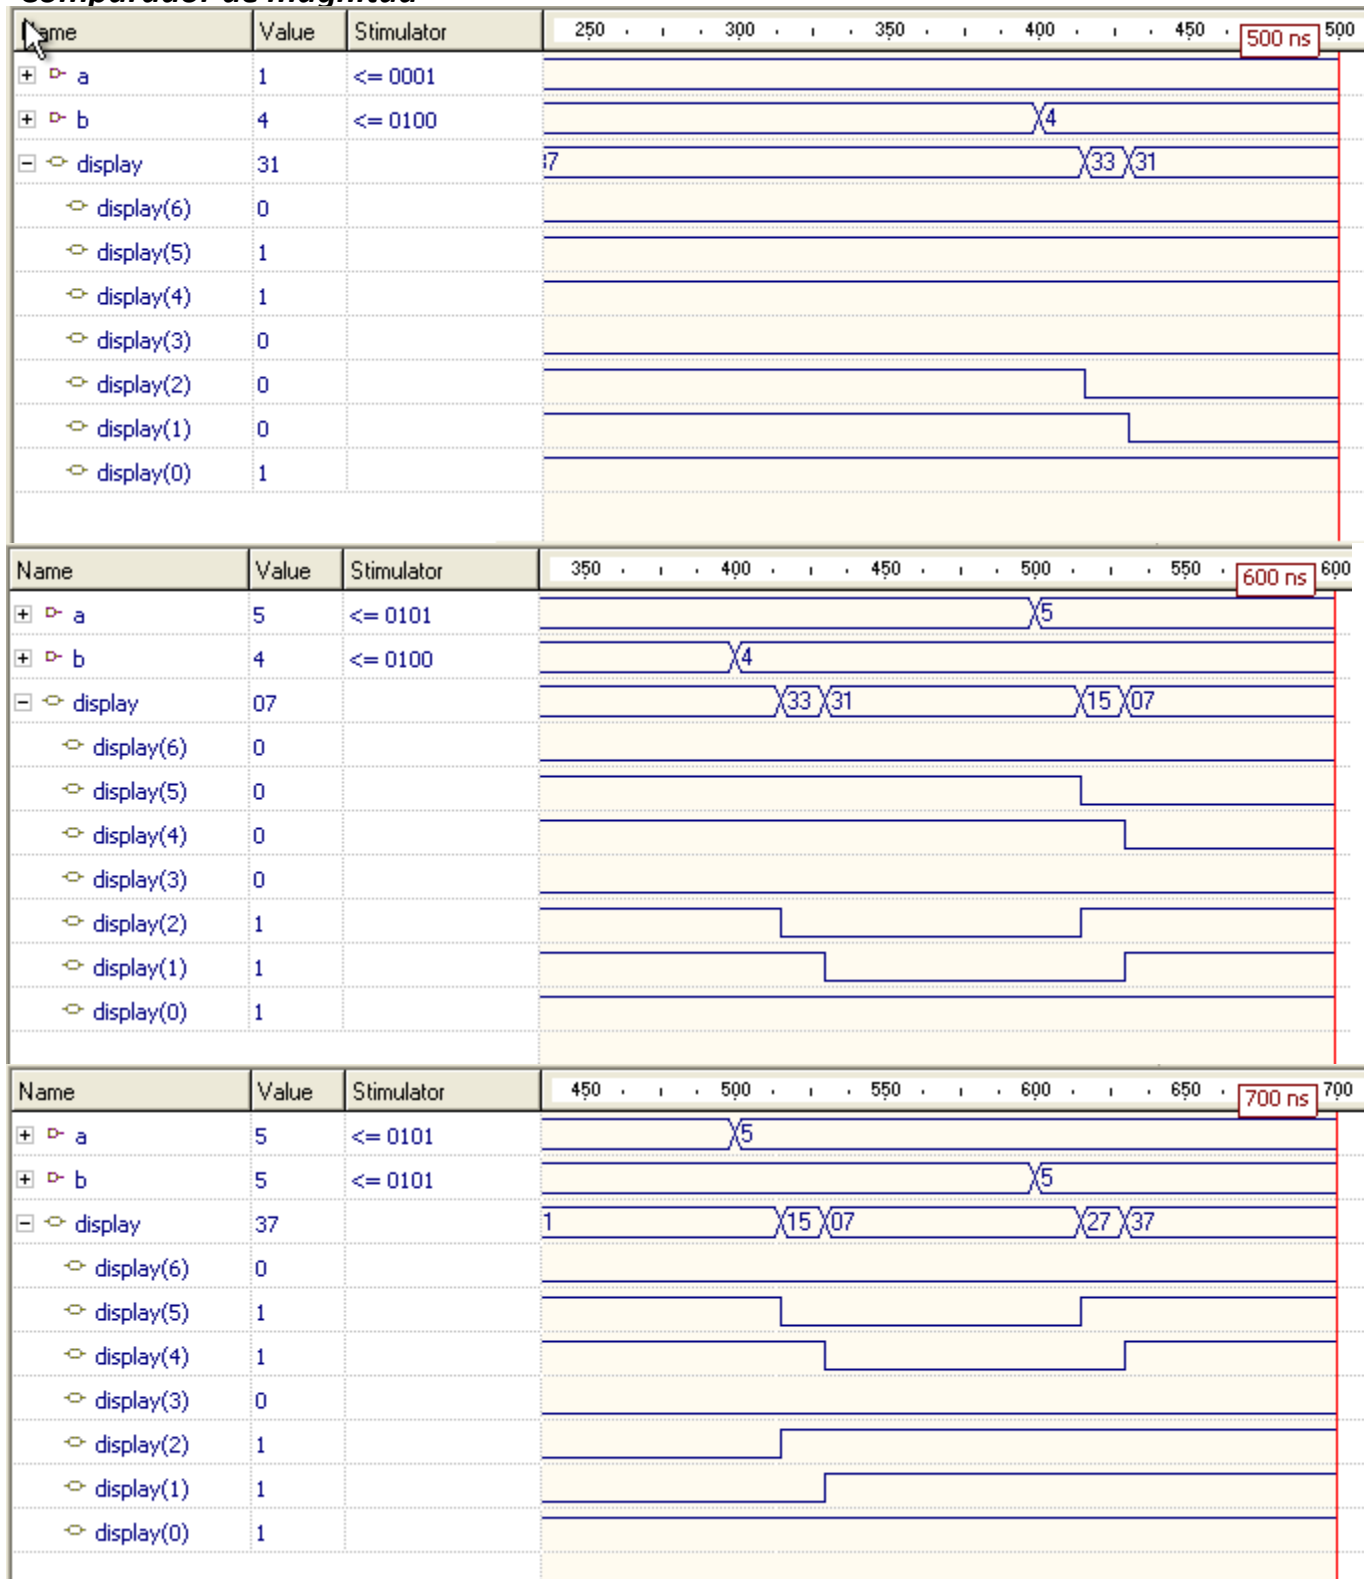 Comparador de magnitud
Name Value Stimulator 250 300 350 400 450 500 ns 500
a 1 <= 0001
b 4 <= 0100 4
display 31 37 33 31
display(6) 0
display(5) 1
display(4) 1
display(3) 0
display(2) 0
display(1) 0
display(0) 1
Name Value Stimulator 350 400 450 500 550 600 ns 600
a 5 <= 0101 5
b 4 <= 0100 4
display 07 33 31 15 07
display(6) 0
display(5) 0
display(4) 0
display(3) 0
display(2) 1
display(1) 1
display(0) 1
Name Value Stimulator 450 500 550 600 650 700 ns 700
a 5 <= 0101 5
b 5 <= 0101 5
display 37 1 15 07 27 37
display(6) 0
display(5) 1
display(4) 1
display(3) 0
display(2) 1
display(1) 1
display(0) 1